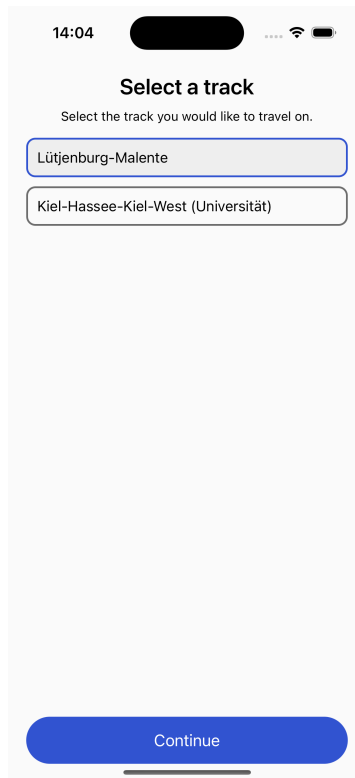 14:04
Select a track
Select the track you would like to travel on.
Lütjenburg-Malente
Kiel-Hassee-Kiel-West (Universität)
Continue